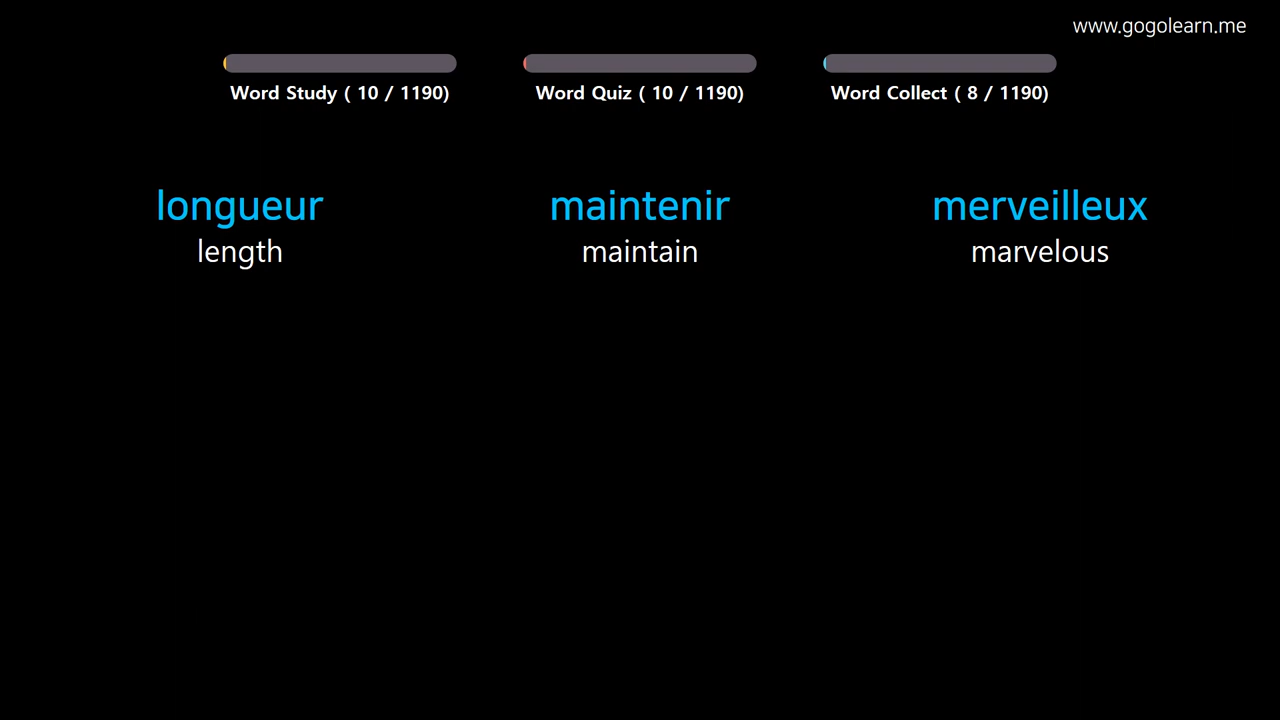 www.gogolearn.me
Word Study ( 10 / 1190)
Word Quiz ( 10 / 1190)
Word Collect ( 8 / 1190)
longueur
length
maintenir
maintain
merveilleux
marvelous